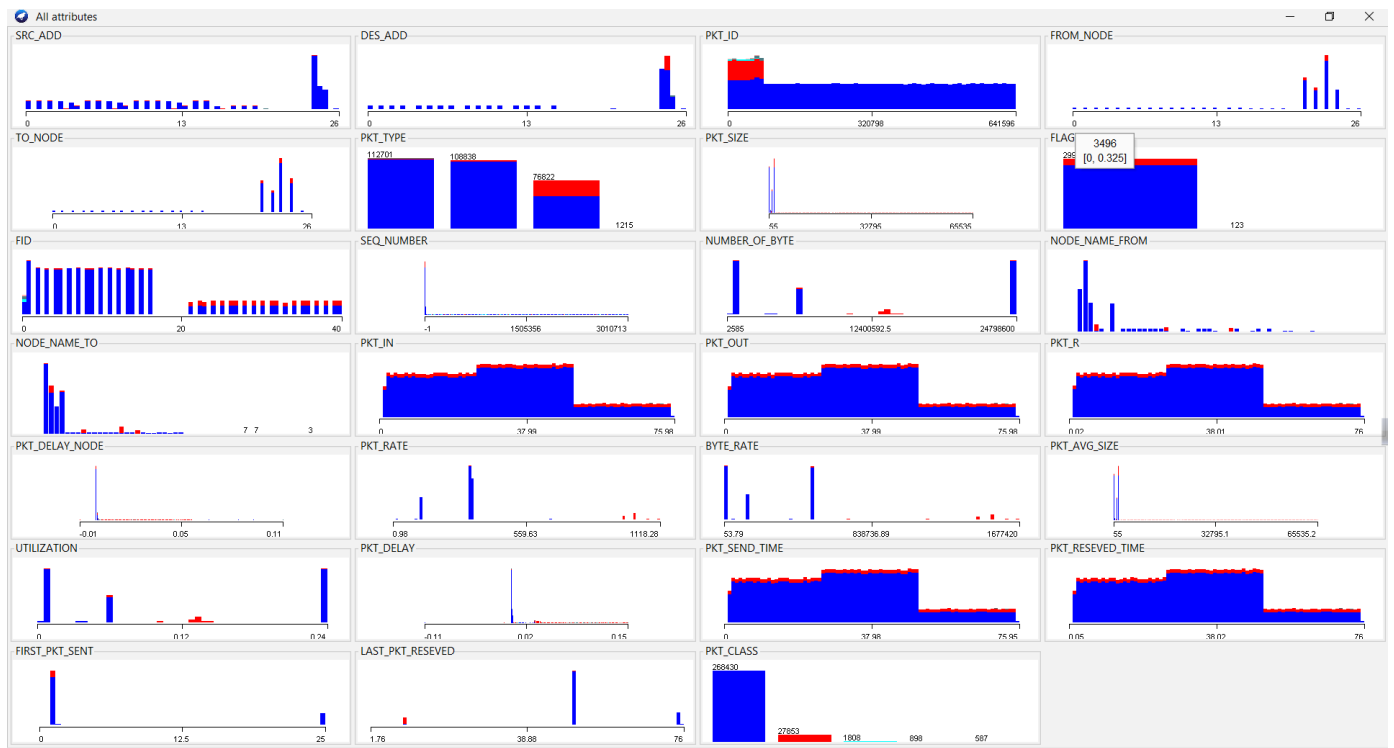 All attributes
SRC_ADD DES_ADD PKT_ID FROM_NODE
0 13 26 0 13 26 0 320798 641596 0 13 26
TO_NODE PKT_TYPE PKT_SIZE FLAG
3496
[0, 0.325]
112701 108838 76822 1215
299
123
0 13 26 55 32795 65535
FID SEQ_NUMBER NUMBER_OF_BYTE NODE_NAME_FROM
0 20 40 -1 1505356 3010713 2585 12400592.5 24798600
NODE_NAME_TO PKT_IN PKT_OUT PKT_R
7 7 3
0 37.99 75.98 0 37.99 75.98 0.02 38.01 76
PKT_DELAY_NODE PKT_RATE BYTE_RATE PKT_AVG_SIZE
-0.01 0.05 0.11 0.98 559.63 1118.28 53.79 838736.89 1677420 55 32795.1 65535.2
UTILIZATION PKT_DELAY PKT_SEND_TIME PKT_RESEVED_TIME
0 0.12 0.24 -0.11 0.02 0.15 0 37.98 75.95 0.05 38.02 76
FIRST_PKT_SENT LAST_PKT_RESEVED PKT_CLASS
268430 27853 1808 898 587
0 12.5 25 1.76 38.88 76